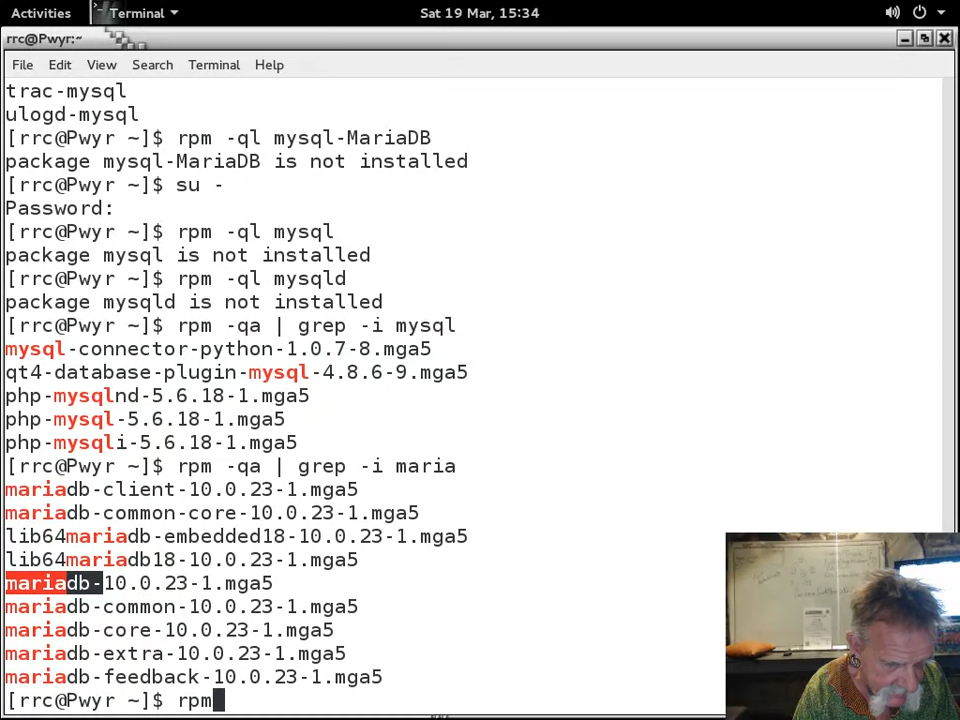 Activities Terminal Sat 19 Mar, 15:34
rrc@Pwyr:~
File Edit View Search Terminal Help
trac-mysql
ulogd-mysql
[rrc@Pwyr ~]$ rpm -ql mysql-MariaDB
package mysql-MariaDB is not installed
[rrc@Pwyr ~]$ su -
Password:
[rrc@Pwyr ~]$ rpm -ql mysql
package mysql is not installed
[rrc@Pwyr ~]$ rpm -ql mysqld
package mysqld is not installed
[rrc@Pwyr ~]$ rpm -qa | grep -i mysql
mysql-connector-python-1.0.7-8.mga5
qt4-database-plugin-mysql-4.8.6-9.mga5
php-mysqlnd-5.6.18-1.mga5
php-mysql-5.6.18-1.mga5
php-mysqli-5.6.18-1.mga5
[rrc@Pwyr ~]$ rpm -qa | grep -i maria
mariadb-client-10.0.23-1.mga5
mariadb-common-core-10.0.23-1.mga5
lib64mariadb-embedded18-10.0.23-1.mga5
lib64mariadb18-10.0.23-1.mga5
mariadb-10.0.23-1.mga5
mariadb-common-10.0.23-1.mga5
mariadb-core-10.0.23-1.mga5
mariadb-extra-10.0.23-1.mga5
mariadb-feedback-10.0.23-1.mga5
[rrc@Pwyr ~]$ rpm